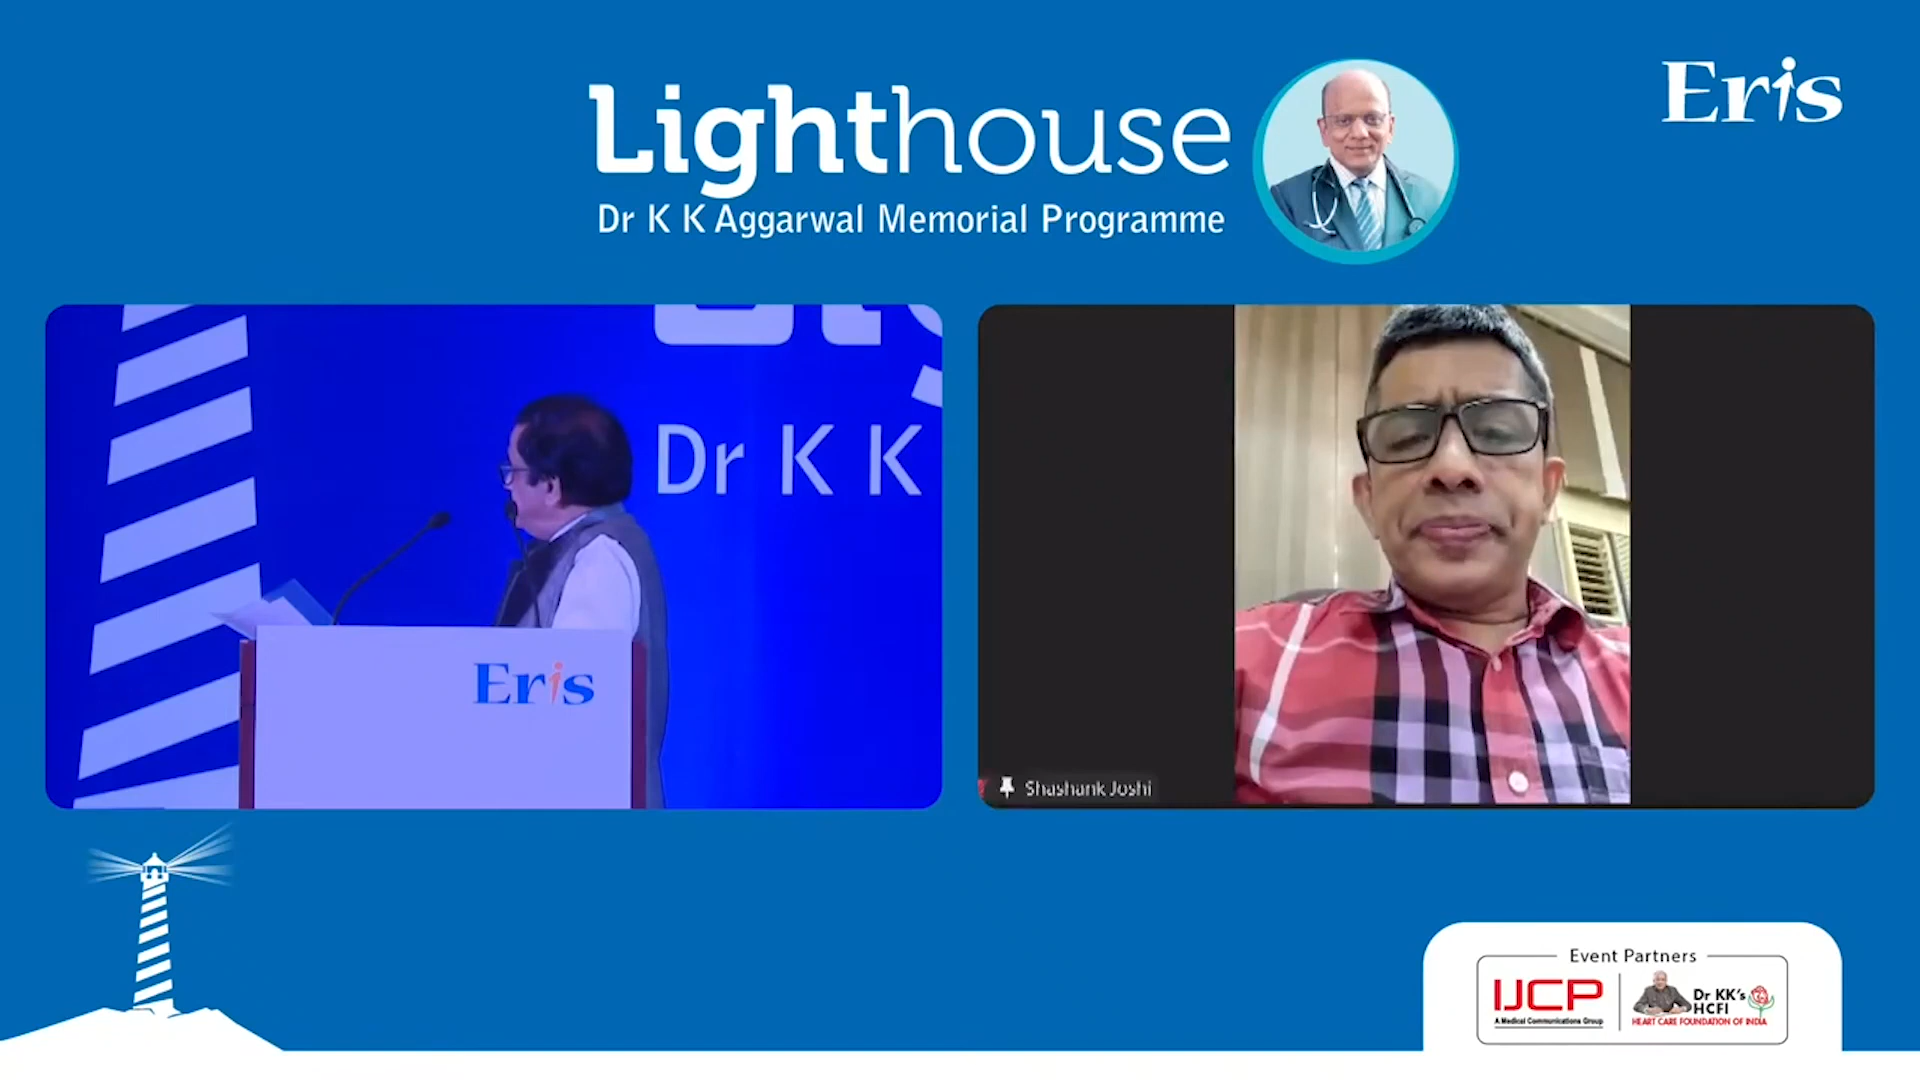 Lighthouse
Dr K K Aggarwal Memorial Programme
Eris
Dr K K
Eris
Shashank Joshi
Event Partners
IJCP
A Medical Communications Group
Dr KK's
HCFI
HEART CARE FOUNDATION OF INDIA